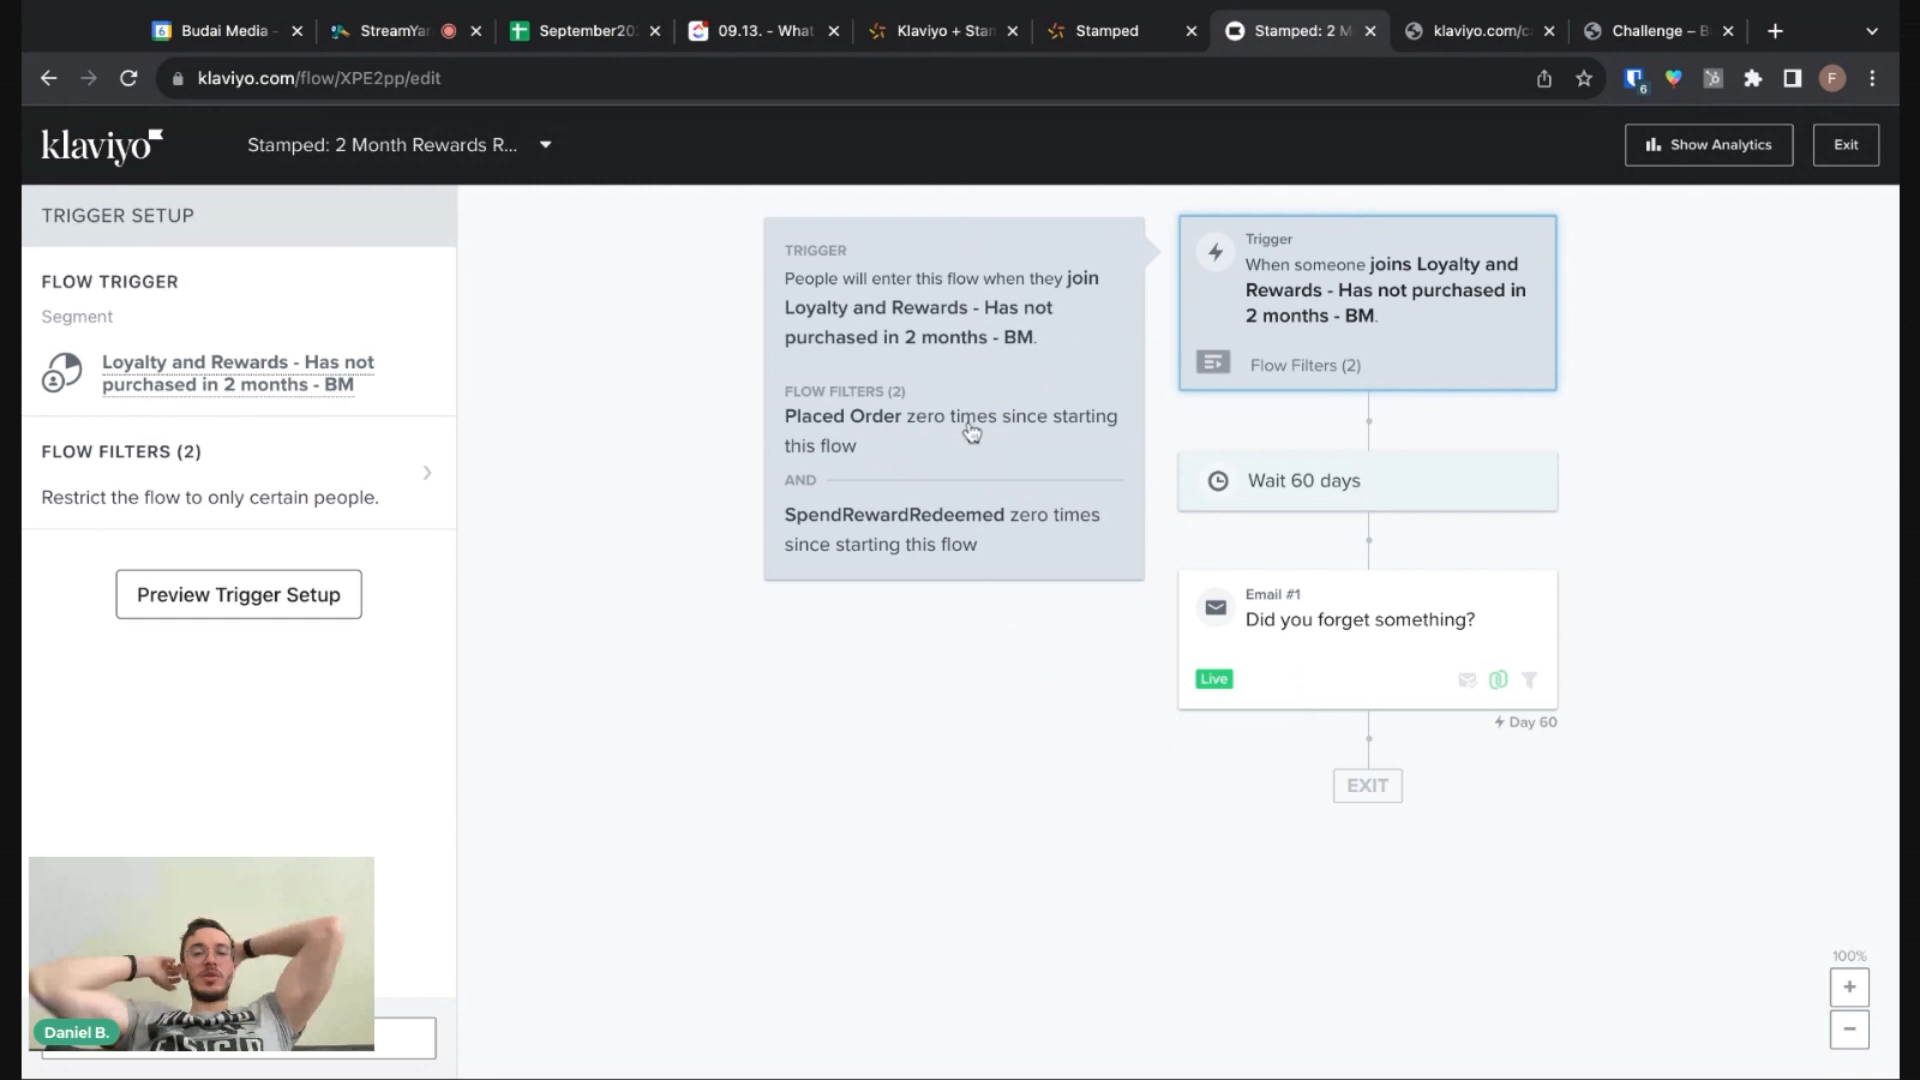 Budai Media -
StreamYar
September20
09.13. - What
Klaviyo + Stan
Stamped
Stamped: 2 M
klaviyo.com/c
Challenge – B
klaviyo.com/flow/XPE2pp/edit
6
F
klaviyo
Stamped: 2 Month Rewards R...
Show Analytics
Exit
TRIGGER SETUP
FLOW TRIGGER
Segment
Loyalty and Rewards - Has not
purchased in 2 months - BM
FLOW FILTERS (2)
Restrict the flow to only certain people.
Preview Trigger Setup
TRIGGER
People will enter this flow when they join
Loyalty and Rewards - Has not
purchased in 2 months - BM.
FLOW FILTERS (2)
Placed Order zero times since starting
this flow
AND
SpendRewardRedeemed zero times
since starting this flow
Trigger
When someone joins Loyalty and
Rewards - Has not purchased in
2 months - BM.
Flow Filters (2)
Wait 60 days
Email #1
Did you forget something?
Live
Day 60
EXIT
100%
Daniel B.